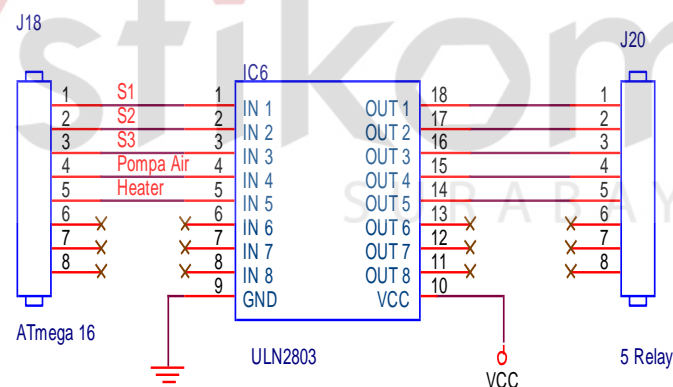 stikom
SURABAYA
J18
J20
IC6
1 S1 1 IN 1 OUT 1 18 1
2 S2 2 IN 2 OUT 2 17 2
3 S3 3 IN 3 OUT 3 16 3
4 Pompa Air 4 IN 4 OUT 4 15 4
5 Heater 5 IN 5 OUT 5 14 5
6 6 IN 6 OUT 6 13 6
7 7 IN 7 OUT 7 12 7
8 8 IN 8 OUT 8 11 8
9 GND VCC 10
ATmega 16
ULN2803
VCC
5 Relay